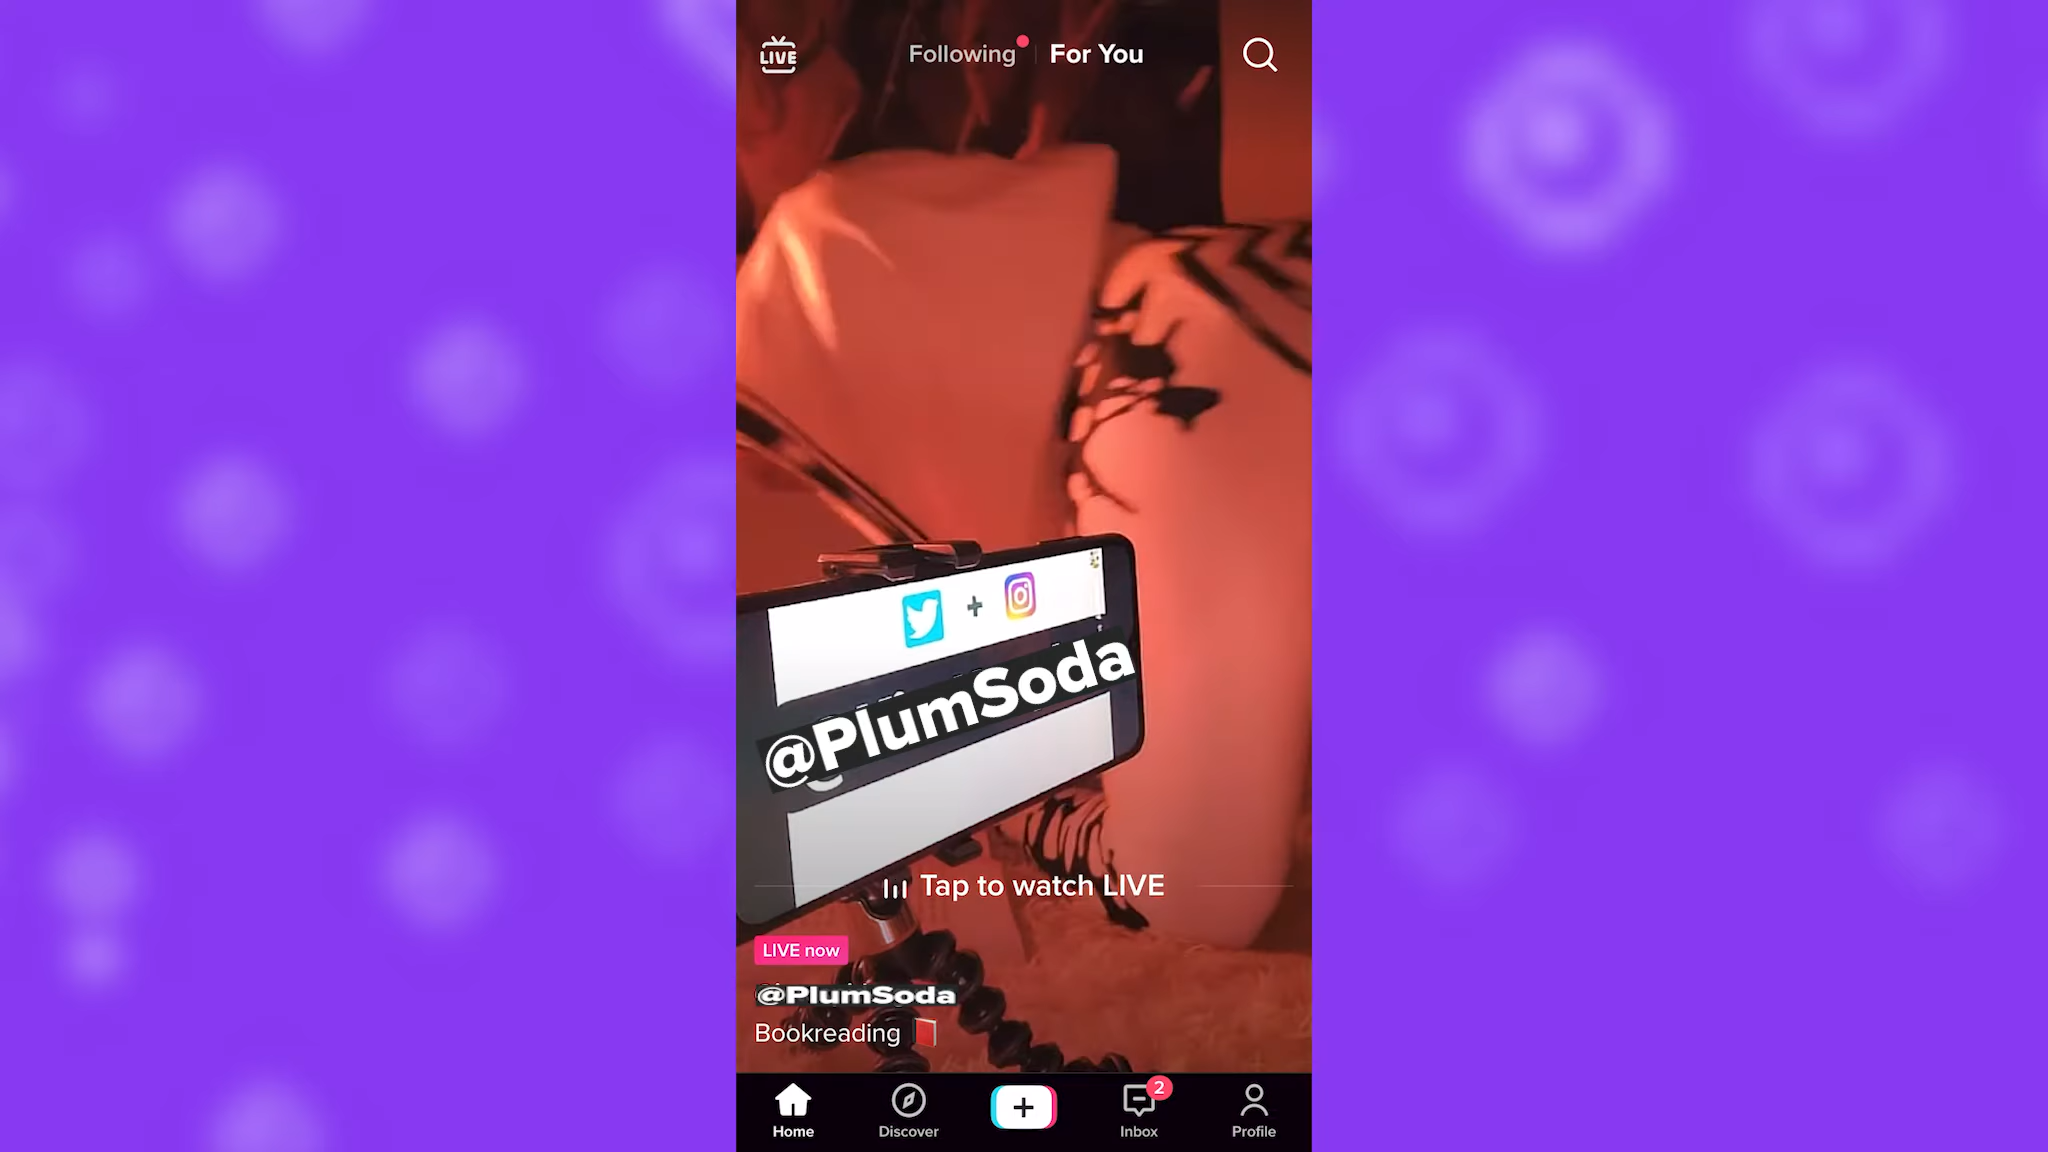 LIVE
Following
For You
@PlumSoda
Tap to watch LIVE
LIVE now
@PlumSoda
Bookreading
Home
Discover
Inbox
2
Profile